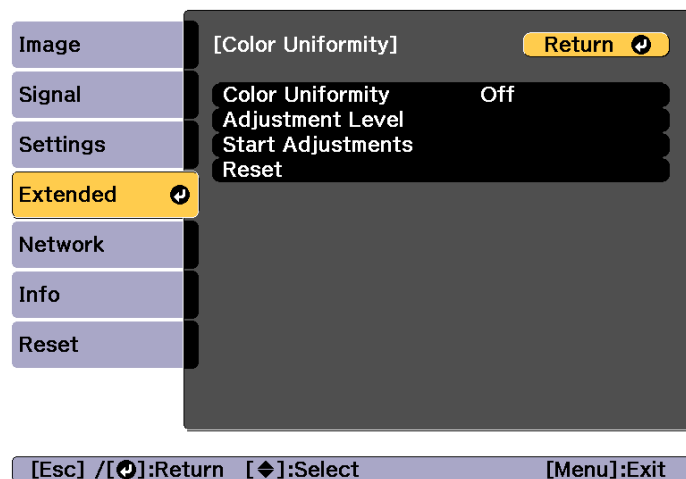 Image
Signal
Settings
Extended
Network
Info
Reset
[Color Uniformity]
Return
Color Uniformity Off
Adjustment Level
Start Adjustments
Reset
[Esc] /[ ]:Return [ ]:Select [Menu]:Exit